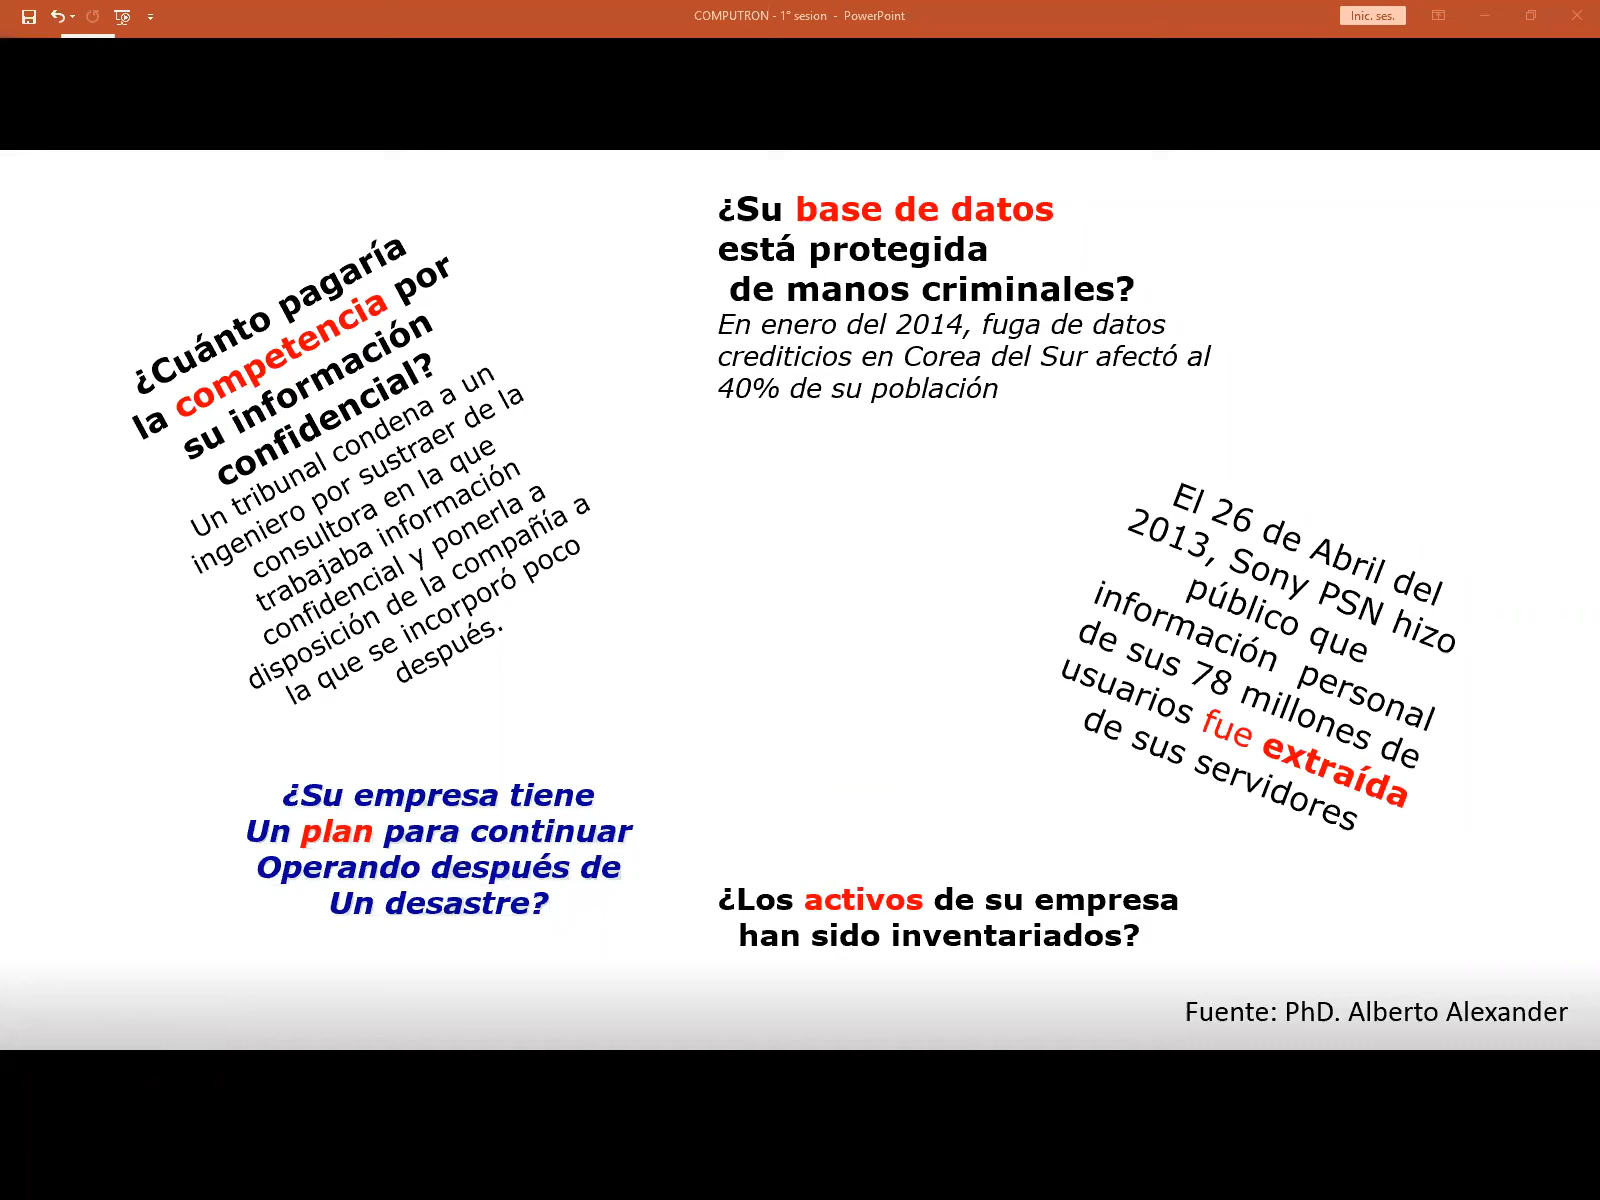 COMPUTRON - 1° sesion - PowerPoint
Inic. ses.
¿Cuánto pagaría
la competencia por
su información
confidencial?
Un tribunal condena a un
ingeniero por sustraer de la
consultora en la que
trabajaba información
confidencial y ponerla a
disposición de la compañía a
la que se incorporó poco
después.
¿Su base de datos
está protegida
de manos criminales?
En enero del 2014, fuga de datos
crediticios en Corea del Sur afectó al
40% de su población
El 26 de Abril del
2013, Sony PSN hizo
público que
información personal
de sus 78 millones de
usuarios fue extraída
de sus servidores
¿Su empresa tiene
Un plan para continuar
Operando después de
Un desastre?
¿Los activos de su empresa
han sido inventariados?
Fuente: PhD. Alberto Alexander